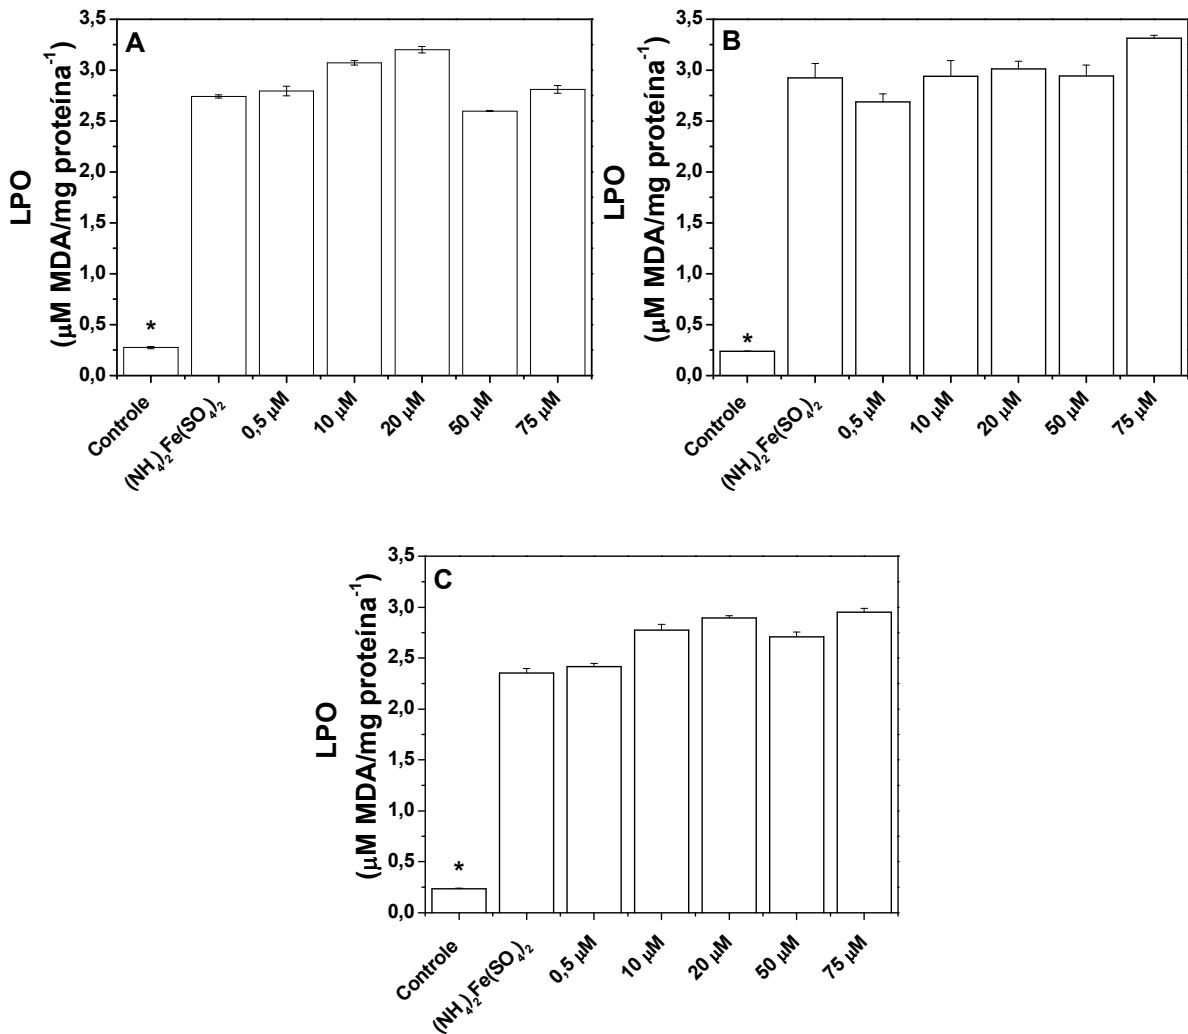 A
LPO
(µM MDA/mg proteína⁻¹)
3,5
3,0
2,5
2,0
1,5
1,0
0,5
0,0
*
Controle
(NH₄)₂Fe(SO₄)₂
0,5 µM
10 µM
20 µM
50 µM
75 µM
B
LPO
(µM MDA/mg proteína⁻¹)
3,5
3,0
2,5
2,0
1,5
1,0
0,5
0,0
*
Controle
(NH₄)₂Fe(SO₄)₂
0,5 µM
10 µM
20 µM
50 µM
75 µM
C
LPO
(µM MDA/mg proteína⁻¹)
3,5
3,0
2,5
2,0
1,5
1,0
0,5
0,0
*
Controle
(NH₄)₂Fe(SO₄)₂
0,5 µM
10 µM
20 µM
50 µM
75 µM